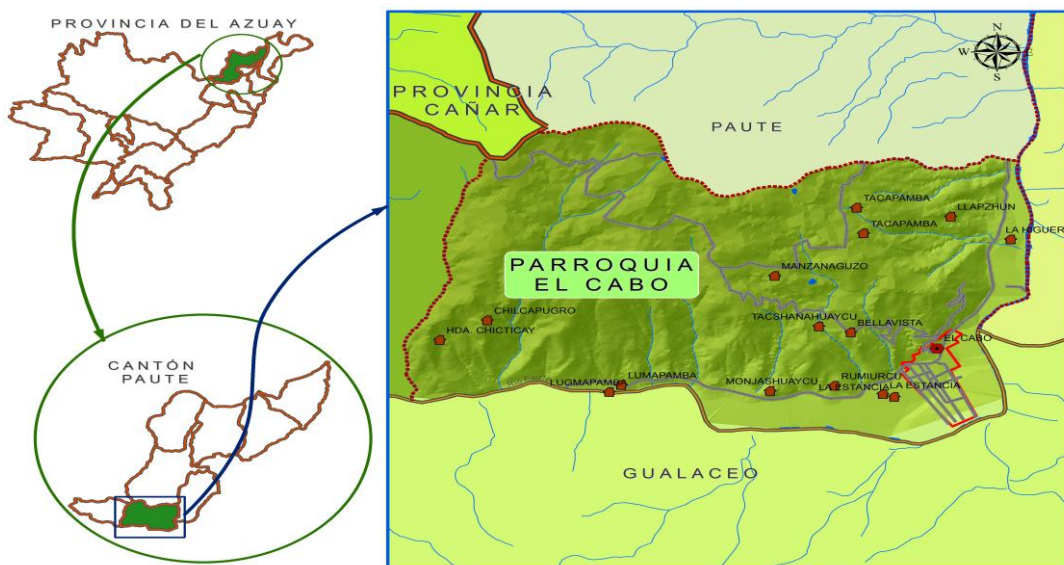 PROVINCIA DEL AZUAY
CANTÓN
PAUTE
N
W
E
S
PROVINCIA
CAÑAR
PAUTE
TACAPAMBA
LLAPZHUN
TACAPAMBA
LA HIGUER
PARROQUIA
EL CABO
MANZANAGUZO
CHILCAPUGRO
TACSHANAHUAYCU
BELLAVISTA
HDA. CHICTICAY
EL CABO
LUGMAPAMBA
LUMAPAMBA
MONJASHUAYCU
RUMIURCU
LA ESTANCIA
LA ESTANCIA
GUALACEO